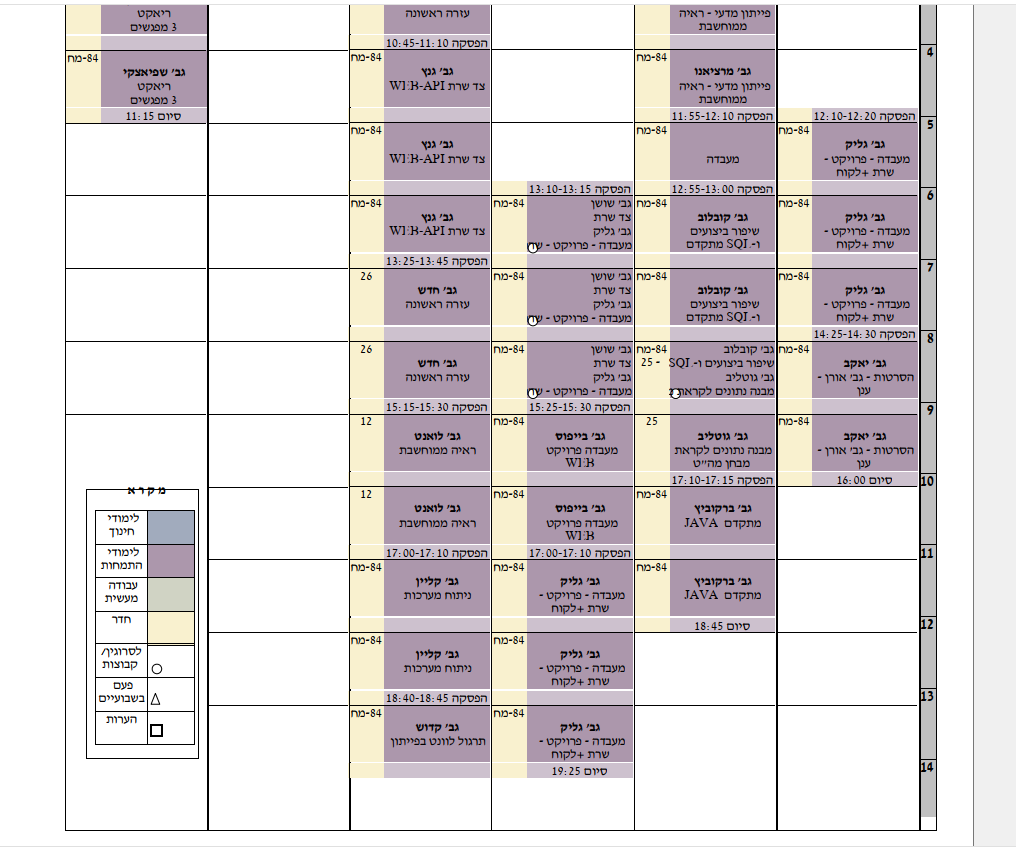 4
5
6
7
8
9
10
11
12
13
14
הפסקה 12:10-12:20
84-מח
גב' גליק
מעבדה - פרויקט -
שרת +לקוח
84-מח
גב' גליק
מעבדה - פרויקט -
שרת +לקוח
84-מח
גב' גליק
מעבדה - פרויקט -
שרת +לקוח
הפסקה 14:25-14:30
84-מח
גב' יאקב
הסרטות - גבי אורן -
ענן
84-מח
גב' יאקב
הסרטות - גבי אורן -
ענן
סיום 16:00
פייתון מדעי - ראיה
ממוחשבת
84-מח
גב' מרציאנו
פייתון מדעי - ראיה
ממוחשבת
הפסקה 11:55-12:10
84-מח
מעבדה
הפסקה 12:55-13:00
84-מח
גב' קובלוב
שיפור ביצועים
ו-SQL מתקדם
84-מח
גב' קובלוב
שיפור ביצועים
ו-SQL מתקדם
84-מח
25 -
גבי קובלוב
שיפור ביצועים ו-SQL
גבי גוטליב
מבנה נתונים לקראת
25
גב' גוטליב
מבנה נתונים לקראת
מבחן מה״ט
הפסקה 17:10-17:15
84-מח
גב' ברקוביץ
מתקדם JAVA
84-מח
גב' ברקוביץ
מתקדם JAVA
סיום 18:45
הפסקה 13:10-13:15
84-מח
גבי שושן
צד שרת
גבי גליק
מעבדה - פרויקט -
84-מח
גבי שושן
צד שרת
גבי גליק
מעבדה - פרויקט -
84-מח
גבי שושן
צד שרת
גבי גליק
מעבדה - פרויקט -
הפסקה 15:25-15:30
84-מח
גב' בייפוס
מעבדה פרויקט
WEB
84-מח
גב' בייפוס
מעבדה פרויקט
WEB
הפסקה 17:00-17:10
84-מח
גב' גליק
מעבדה - פרויקט -
שרת +לקוח
84-מח
גב' גליק
מעבדה - פרויקט -
שרת +לקוח
84-מח
גב' גליק
מעבדה - פרויקט -
שרת +לקוח
סיום 19:25
עזרה ראשונה
הפסקה 10:45-11:10
84-מח
גב' גנץ
צד שרת WEB-API
84-מח
גב' גנץ
צד שרת WEB-API
84-מח
גב' גנץ
צד שרת WEB-API
הפסקה 13:25-13:45
26
גב' חדש
עזרה ראשונה
26
גב' חדש
עזרה ראשונה
הפסקה 15:15-15:30
12
גב' לואנט
ראיה ממוחשבת
12
גב' לואנט
ראיה ממוחשבת
הפסקה 17:00-17:10
84-מח
גב' קליין
ניתוח מערכות
84-מח
גב' קליין
ניתוח מערכות
הפסקה 18:40-18:45
84-מח
גב' קדוש
תרגול לוונט בפייתון
ריאקט
3 מפגשים
84-מח
גב' שפיאצקי
ריאקט
3 מפגשים
סיום 11:15
מקרא
לימודי
חינוך
לימודי
התמחות
עבודה
מעשית
חדר
לסרוגין/
קבוצות
פעם
בשבועיים
הערות